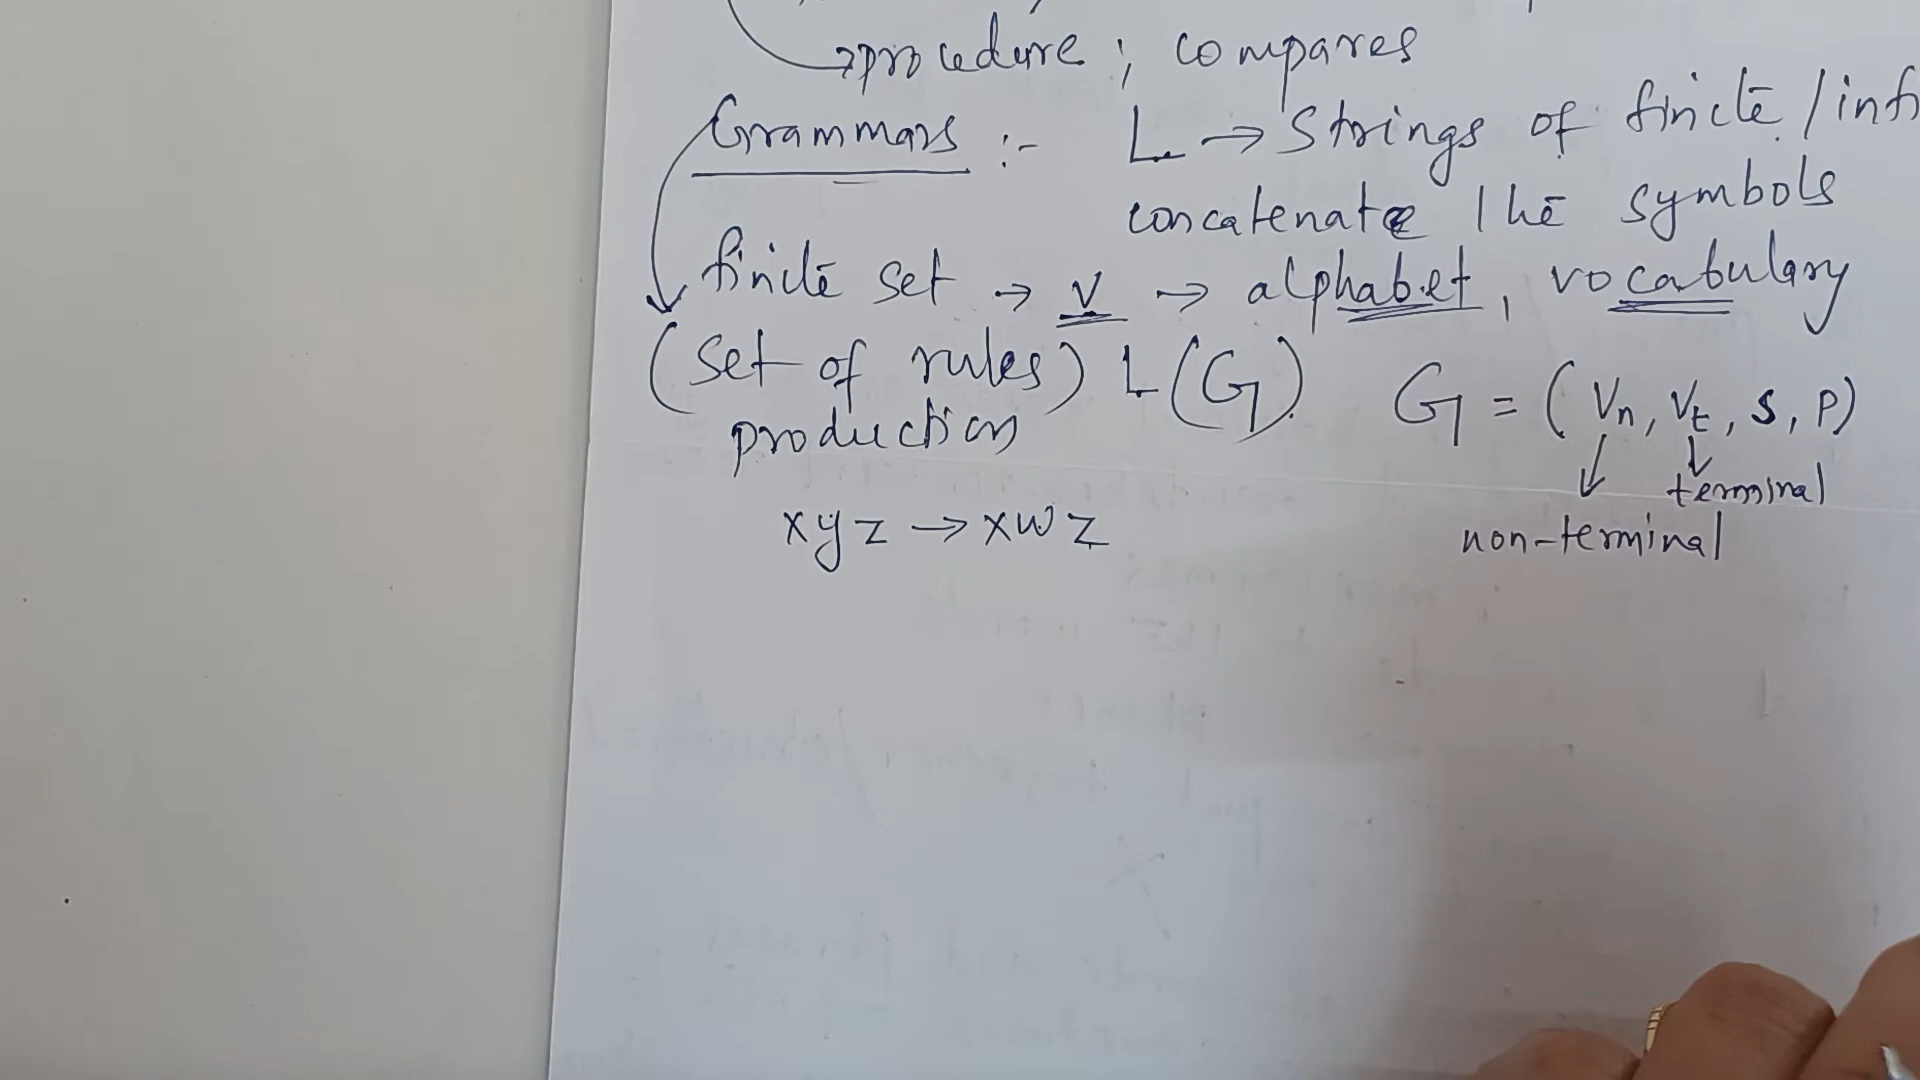 →procedure ; compares
Grammars :- L → Strings of finite / infi
concatenate the symbols
finite set → V → alphabet, vocabulary
(set of rules) L(G). G = (Vn, Vt, S, P)
production
terminal
xyz → xwz
non-terminal